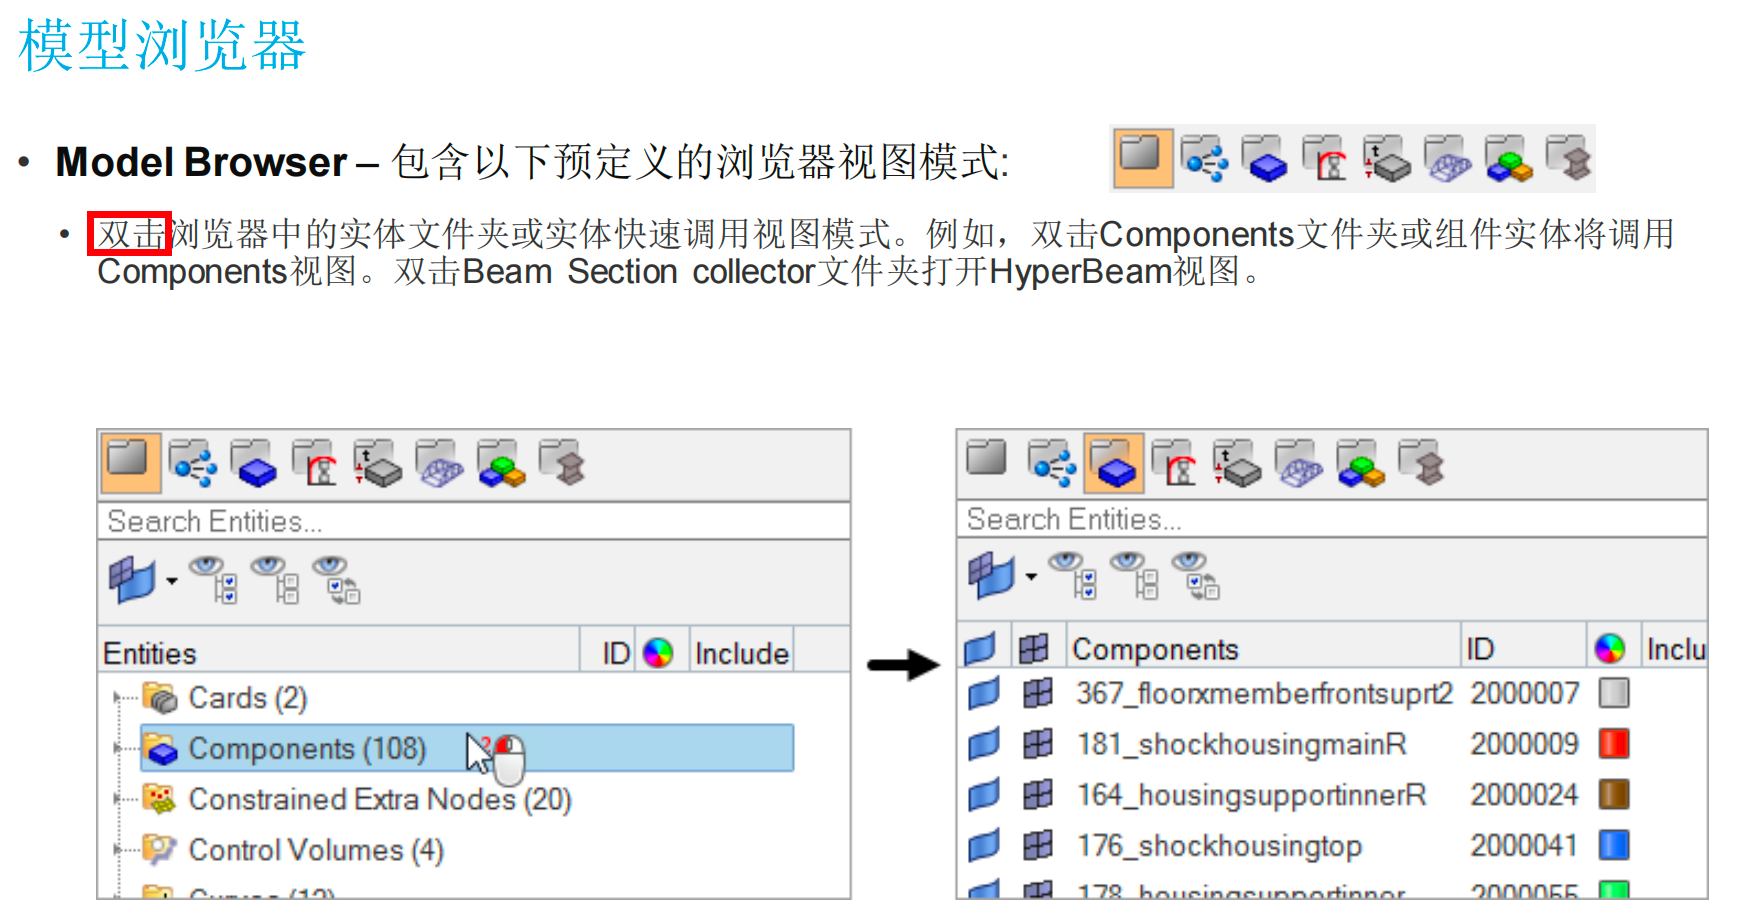 模型浏览器
• Model Browser – 包含以下预定义的浏览器视图模式:
• 双击浏览器中的实体文件夹或实体快速调用视图模式。例如，双击Components文件夹或组件实体将调用
Components视图。双击Beam Section collector文件夹打开HyperBeam视图。
Search Entities...
Entities ID Include
Cards (2)
Components (108)
Constrained Extra Nodes (20)
Control Volumes (4)
Curves (12)
Search Entities...
Components ID Inclu
367_floorxmemberfrontsuprt2 2000007
181_shockhousingmainR 2000009
164_housingsupportinnerR 2000024
176_shockhousingtop 2000041
178_housingsupportinner 2000055